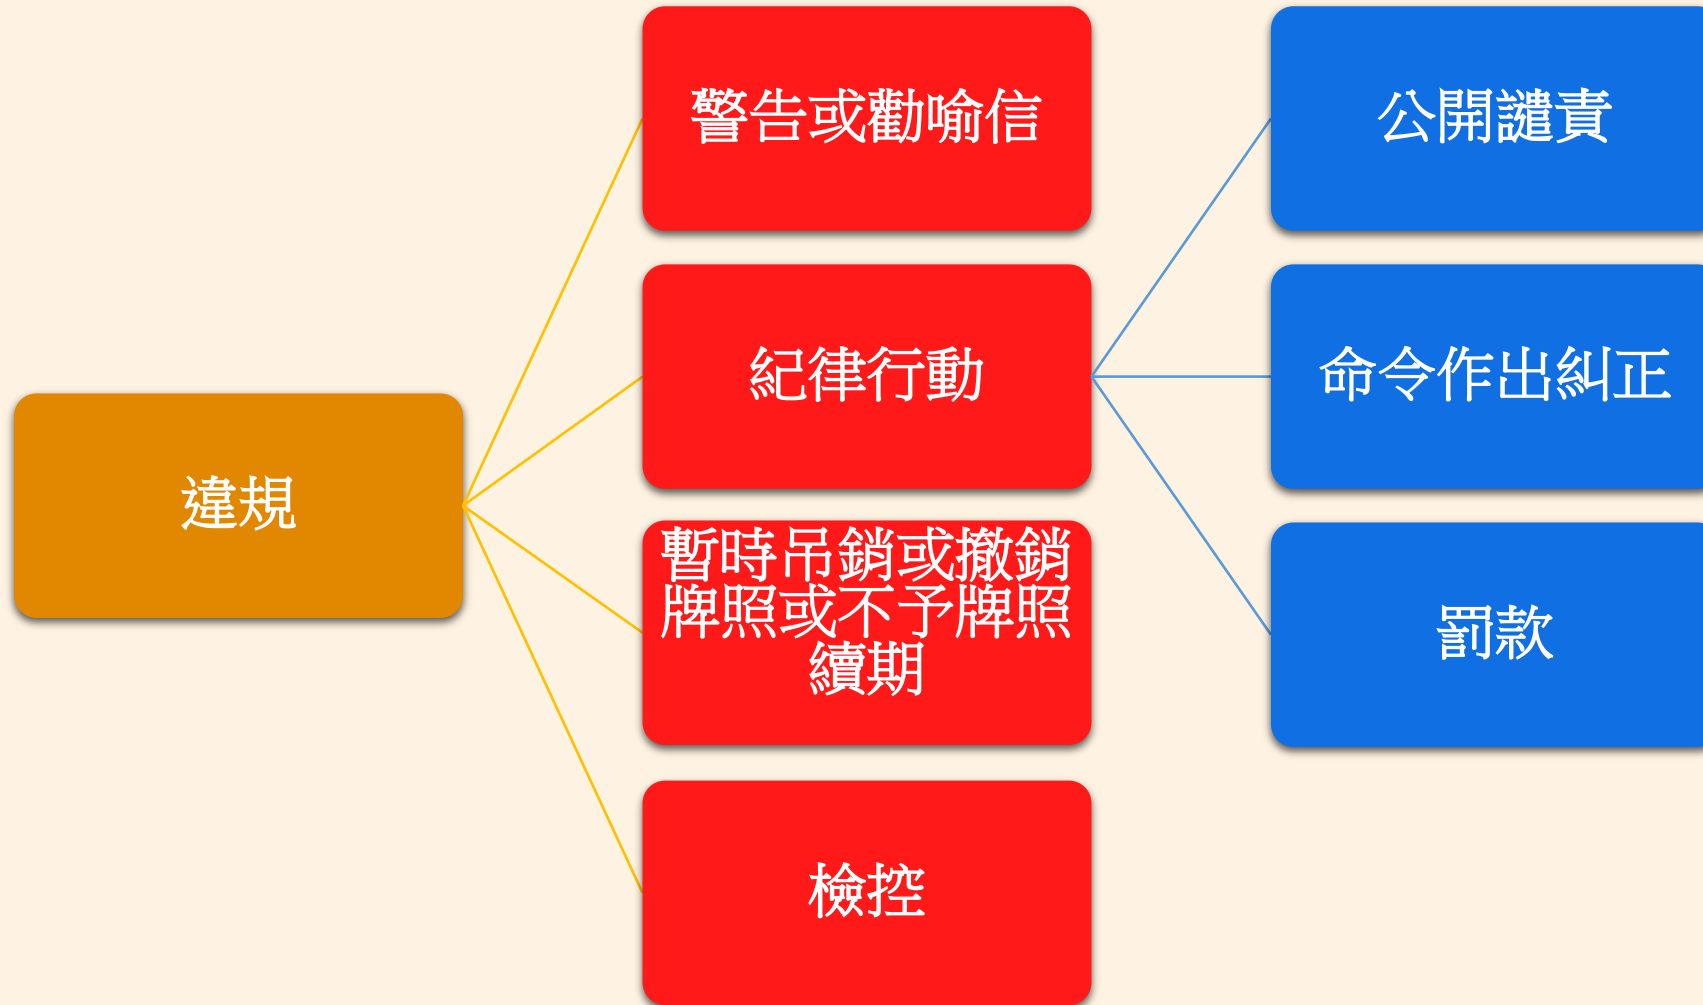 違規
警告或勸喻信
紀律行動
暫時吊銷或撤銷
牌照或不予牌照
續期
檢控
公開譴責
命令作出糾正
罰款